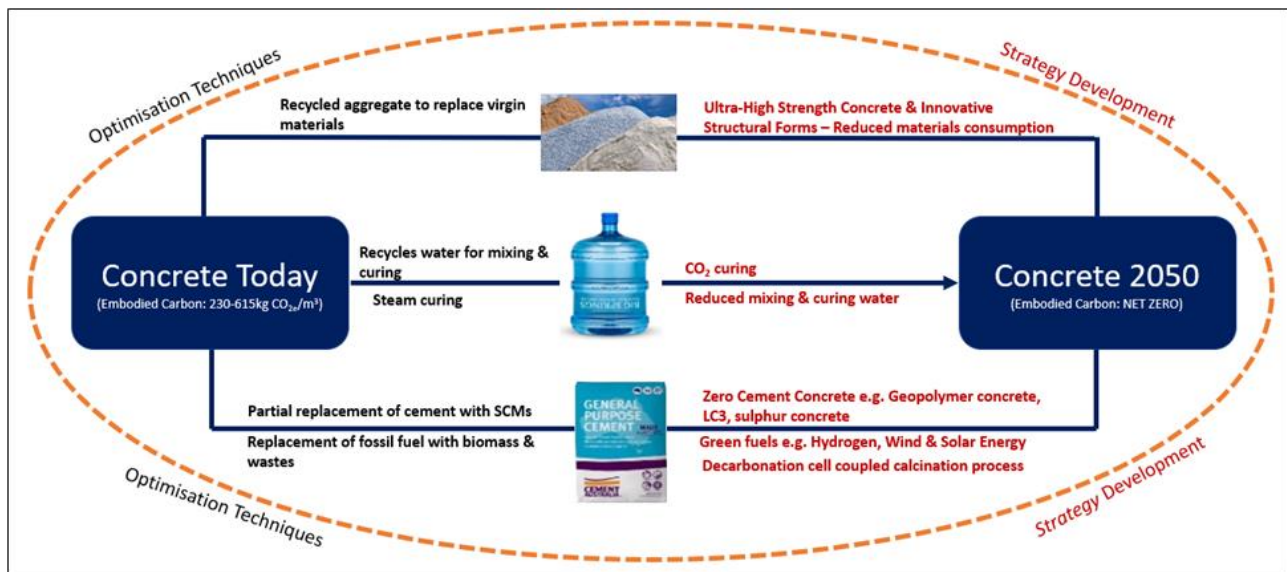 Optimisation Techniques
Strategy Development
Recycled aggregate to replace virgin
materials
Ultra-High Strength Concrete & Innovative
Structural Forms – Reduced materials consumption
Concrete Today
(Embodied Carbon: 230-615kg CO₂ₑ/m³)
Recycles water for mixing &
curing
Steam curing
CO₂ curing
Reduced mixing & curing water
Concrete 2050
(Embodied Carbon: NET ZERO)
Partial replacement of cement with SCMs
Replacement of fossil fuel with biomass &
wastes
GENERAL
PURPOSE
CEMENT
CEMENT
AUSTRALIA
Zero Cement Concrete e.g. Geopolymer concrete,
LC3, sulphur concrete
Green fuels e.g. Hydrogen, Wind & Solar Energy
Decarbonation cell coupled calcination process
Optimisation Techniques
Strategy Development